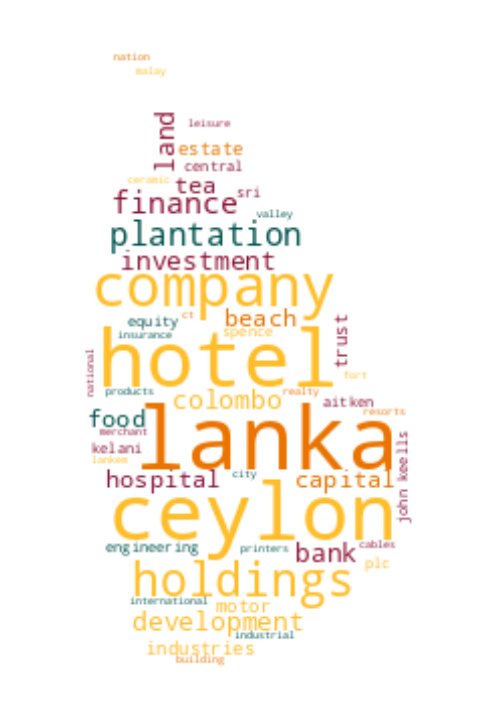 nation
malay
land
leisure
estate
central
ceramic
tea
sri
finance
valley
plantation
investment
company
equity
ct
beach
trust
insurance
spence
hotel
national
fort
products
realty
colombo
aitken
resorts
food
lanka
merchant
kelani
john keells
lankem
hospital
city
capital
ceylon
engineering
printers
bank
cables
plc
holdings
international
motor
development
industrial
industries
building